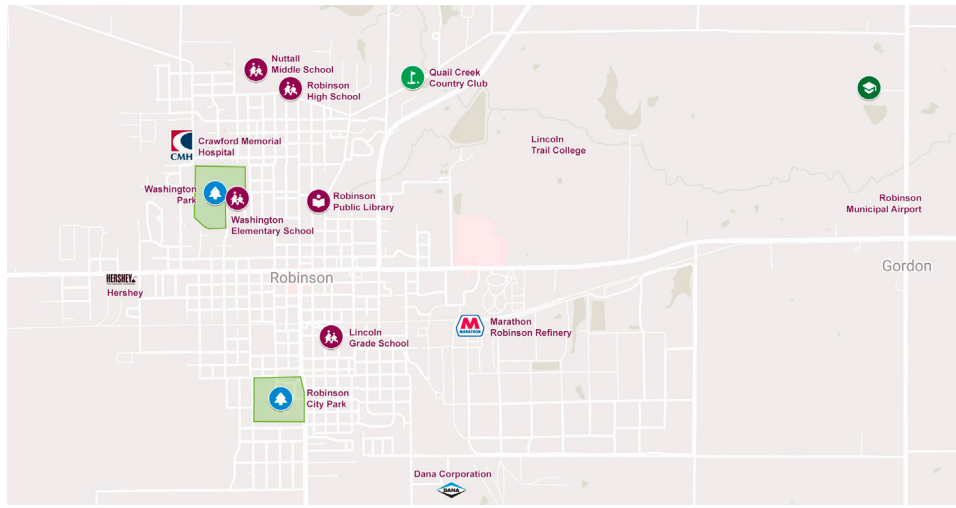 Nuttall
Middle School
Robinson
High School
Quail Creek
Country Club
CMH
Crawford Memorial
Hospital
Lincoln
Trail College
Washington
Park
Washington
Elementary School
Robinson
Public Library
Robinson
Municipal Airport
HERSHEY
Hershey
Robinson
Gordon
M
MARATHON
Marathon
Robinson Refinery
Lincoln
Grade School
Robinson
City Park
Dana Corporation
DANA